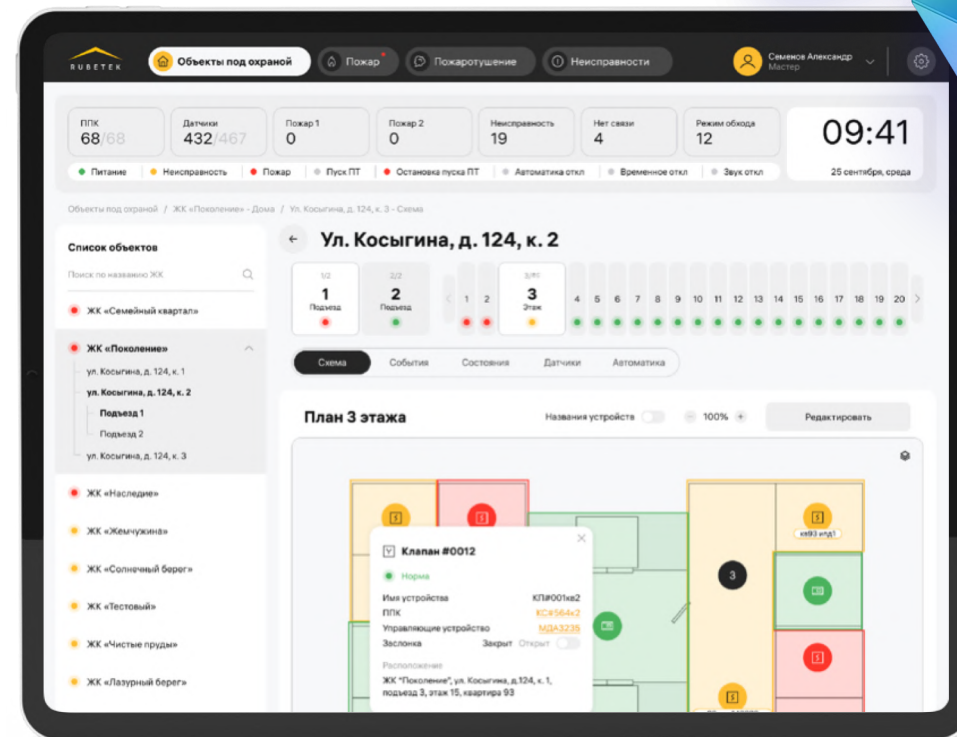 RUBETEK
Объекты под охраной
Пожар
Пожаротушение
Неисправности
Семенов Александр
Мастер
ППК
68/68
Датчики
432/467
Пожар 1
0
Пожар 2
0
Неисправность
19
Нет связи
4
Режим обхода
12
09:41
Питание
Неисправность
Пожар
Пуск ПТ
Остановка пуска ПТ
Автоматика откл
Временное откл
Звук откл
25 сентября, среда
Объекты под охраной / ЖК «Поколение» - Дома / Ул. Косыгина, д. 124, к. 3 - Схема
Список объектов
Поиск по названию ЖК
ЖК «Семейный квартал»
ЖК «Поколение»
ул. Косыгина, д. 124, к. 1
ул. Косыгина, д. 124, к. 2
Подъезд 1
Подъезд 2
ул. Косыгина, д. 124, к. 3
ЖК «Наследие»
ЖК «Жемчужина»
ЖК «Солнечный берег»
ЖК «Тестовый»
ЖК «Чистые пруды»
ЖК «Лазурный берег»
Ул. Косыгина, д. 124, к. 2
1/2
1
Подъезд
2/2
2
Подъезд
1 2
3
Этаж
4 5 6 7 8 9 10 11 12 13 14 15 16 17 18 19 20
Схема
События
Состояния
Датчики
Автоматика
План 3 этажа
Названия устройств
100%
Редактировать
Клапан #0012
Норма
Имя устройства КП#001кв2
ППК КС#564к2
Управляющие устройство МДА3235
Заслонка Закрыт Открыт
Расположение
ЖК "Поколение", ул. Косыгина, д.124, к. 1,
подъезд 3, этаж 15, квартира 93
3
кв93 ипд1